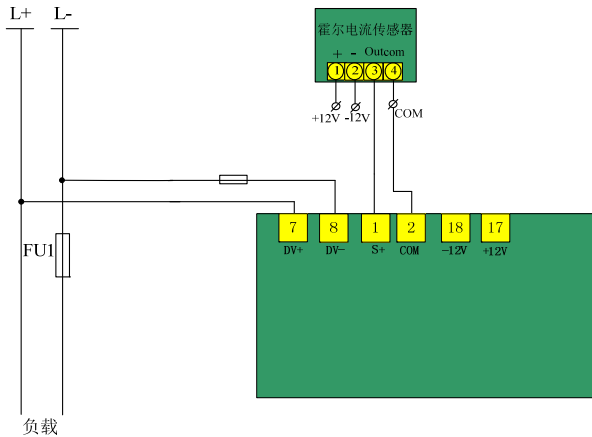 L+ L-
霍尔电流传感器
+ - Outcom
1 2 3 4
+12V -12V COM
FU1
7 8 1 2 18 17
DV+ DV- S+ COM -12V +12V
负载